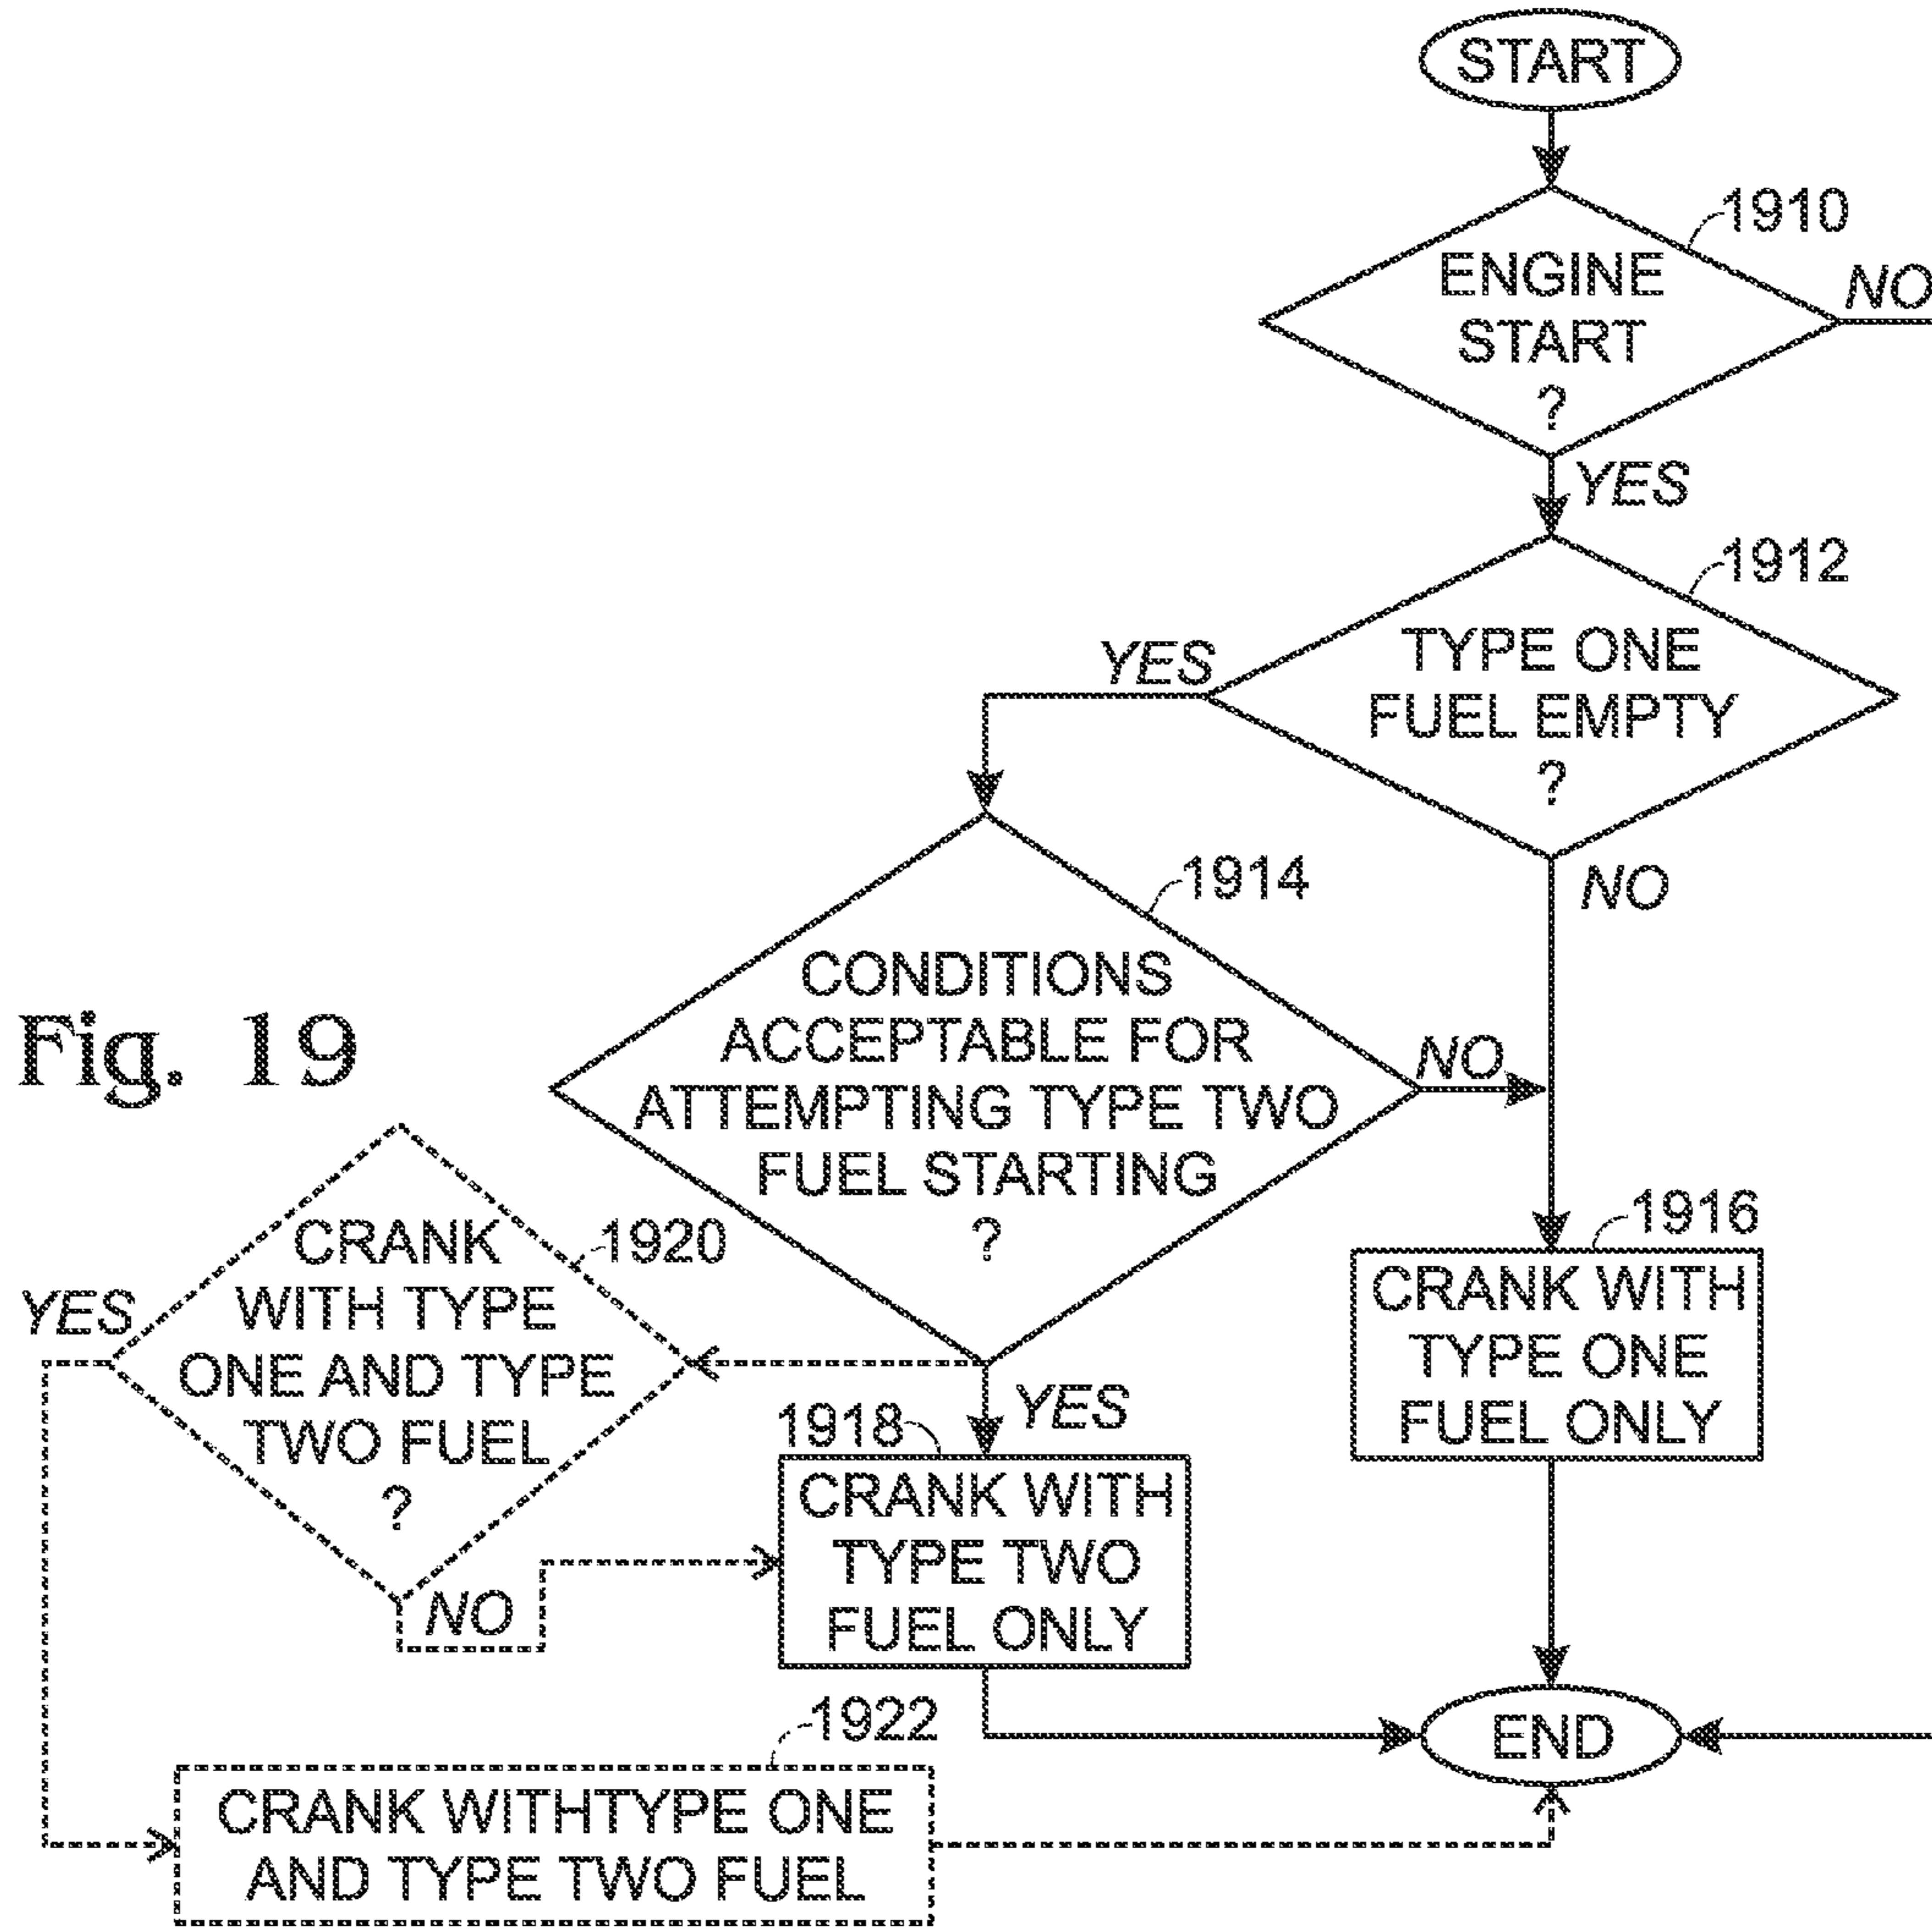 START
1910
ENGINE
START
?
NO
YES
1912
TYPE ONE
FUEL EMPTY
?
YES
NO
1914
CONDITIONS
ACCEPTABLE FOR
ATTEMPTING TYPE TWO
FUEL STARTING
?
NO
YES
Fig. 19
1920
CRANK
WITH TYPE
ONE AND TYPE
TWO FUEL
?
YES
NO
1916
CRANK WITH
TYPE ONE
FUEL ONLY
1918
CRANK WITH
TYPE TWO
FUEL ONLY
1922
CRANK WITHTYPE ONE
AND TYPE TWO FUEL
END